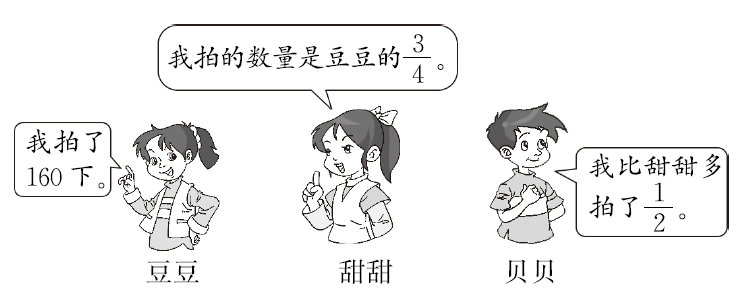 我拍的数量是豆豆的3/4。
我拍了
160下。
我比甜甜多
拍了1/2。
豆豆 甜甜 贝贝